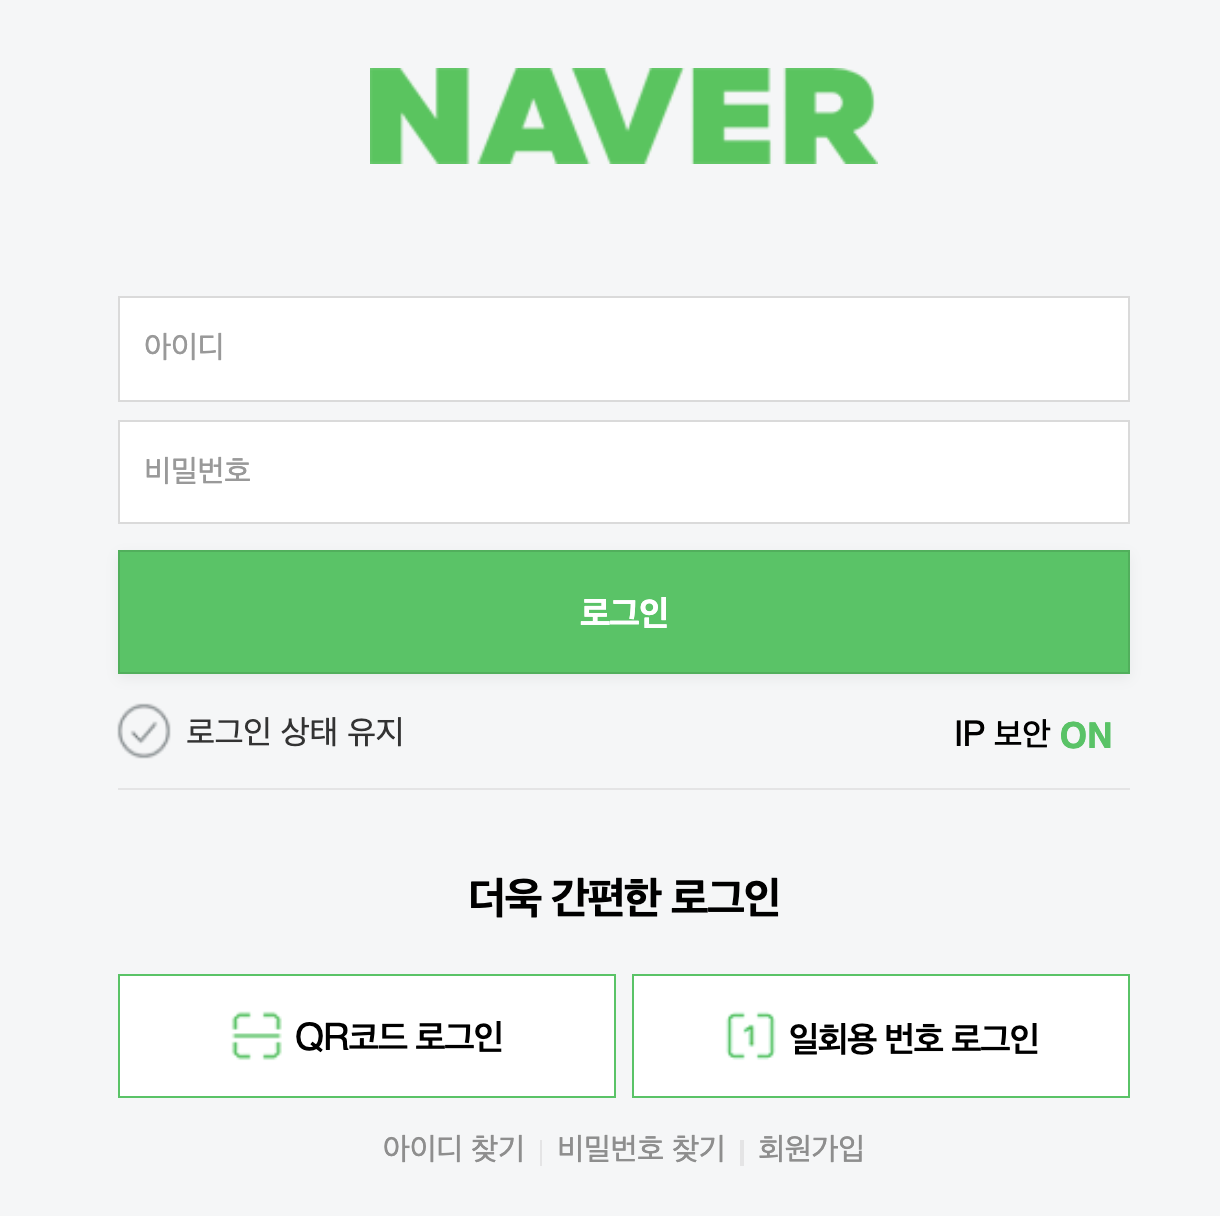 NAVER
아이디
비밀번호
로그인
로그인 상태 유지 IP 보안 ON
더욱 간편한 로그인
QR코드 로그인 1 일회용 번호 로그인
아이디 찾기 비밀번호 찾기 회원가입